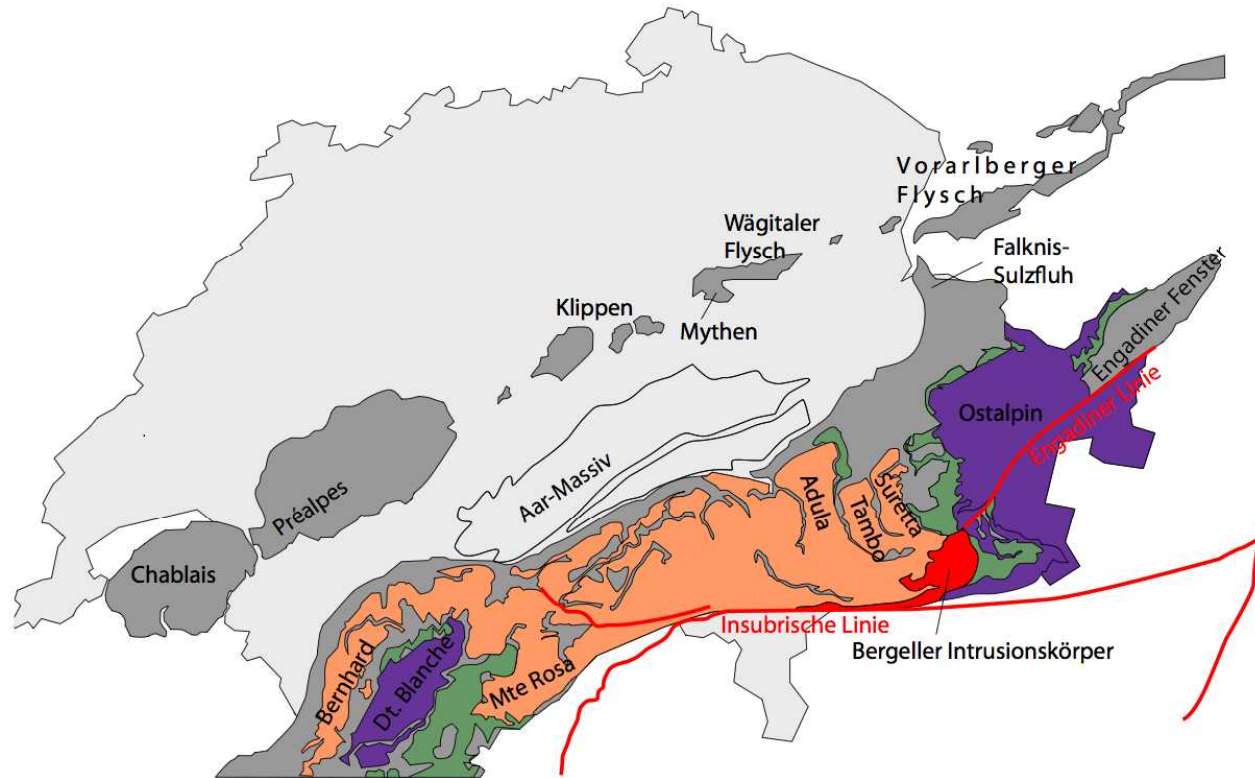 Vorarlberger
Flysch
Wägitaler
Flysch
Falknis-
Sulzfluh
Klippen
Mythen
Engadiner Fenster
Ostalpin
Engadiner Linie
Aar-Massiv
Préalpes
Adula
Suretta
Tambo
Chablais
Insubrische Linie
Bergeller Intrusionskörper
Bernhard
Dt. Blanche
Mte Rosa